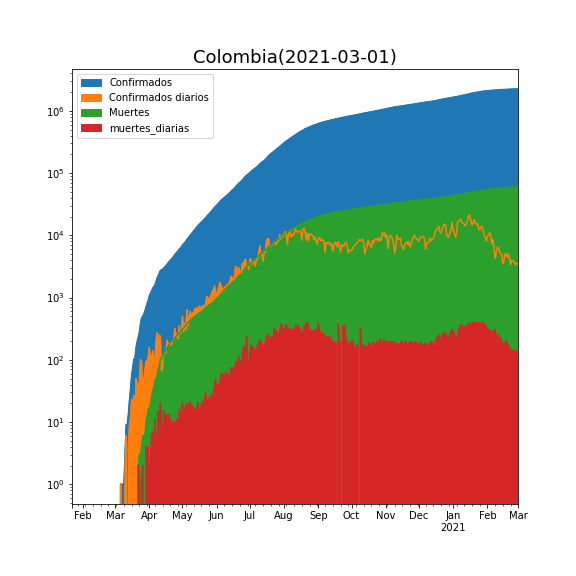 Colombia(2021-03-01)
Confirmados
Confirmados diarios
Muertes
muertes_diarias
10⁶
10⁵
10⁴
10³
10²
10¹
10⁰
Feb Mar Apr May Jun Jul Aug Sep Oct Nov Dec Jan Feb Mar
2021